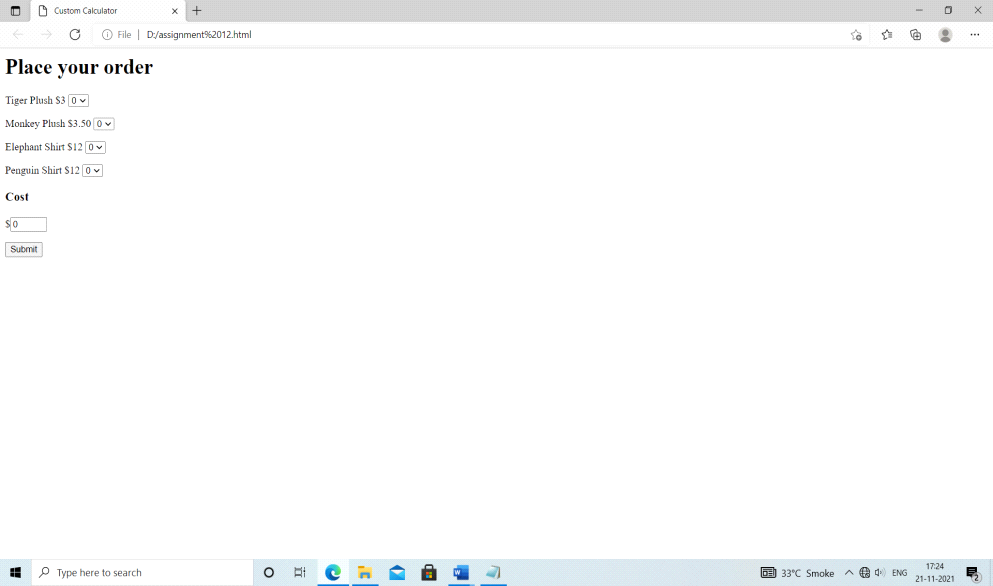 Custom Calculator
File | D:/assignment%2012.html
Place your order
Tiger Plush $3 0
Monkey Plush $3.50 0
Elephant Shirt $12 0
Penguin Shirt $12 0
Cost
$0
Submit
Type here to search
33°C Smoke ENG 17:24
21-11-2021 2